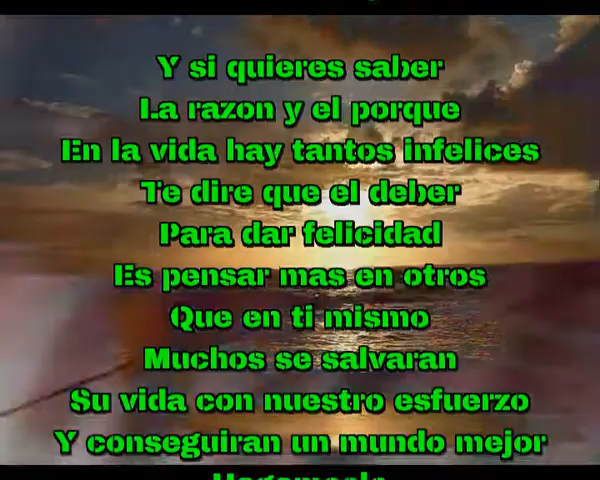 Y si quieres saber
La razon y el porque
En la vida hay tantos infelices
Te dire que el deber
Para dar felicidad
Es pensar mas en otros
Que en ti mismo
Muchos se salvaran
Su vida con nuestro esfuerzo
Y conseguiran un mundo mejor